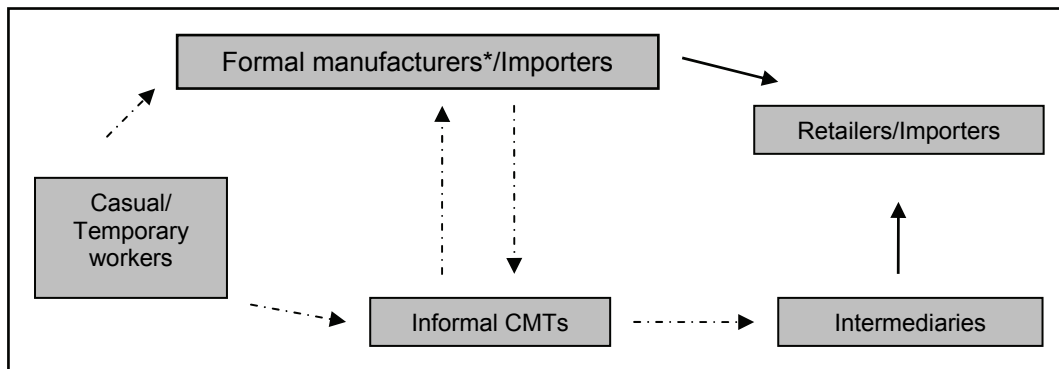 Formal manufacturers*/Importers
Retailers/Importers
Casual/
Temporary
workers
Informal CMTs
Intermediaries